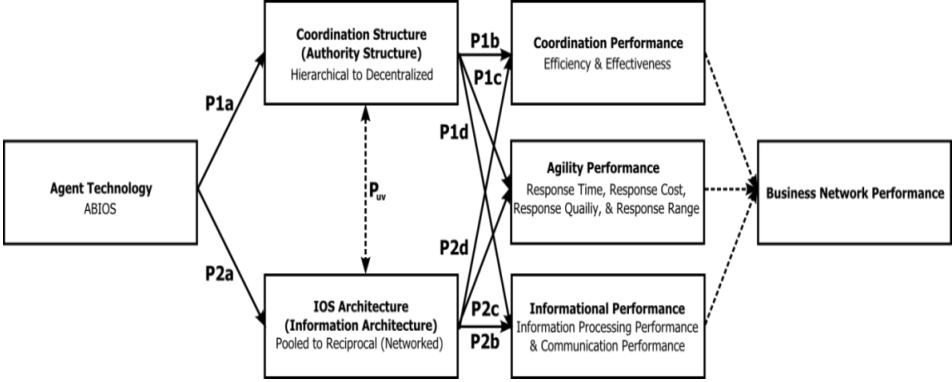 Agent Technology
ABIOS
P1a
P2a
Coordination Structure
(Authority Structure)
Hierarchical to Decentralized
Puv
IOS Architecture
(Information Architecture)
Pooled to Reciprocal (Networked)
P1b
P1c
P1d
P2d
P2c
P2b
Coordination Performance
Efficiency & Effectiveness
Agility Performance
Response Time, Response Cost,
Response Quailiy, & Response Range
Informational Performance
Information Processing Performance
& Communication Performance
Business Network Performance